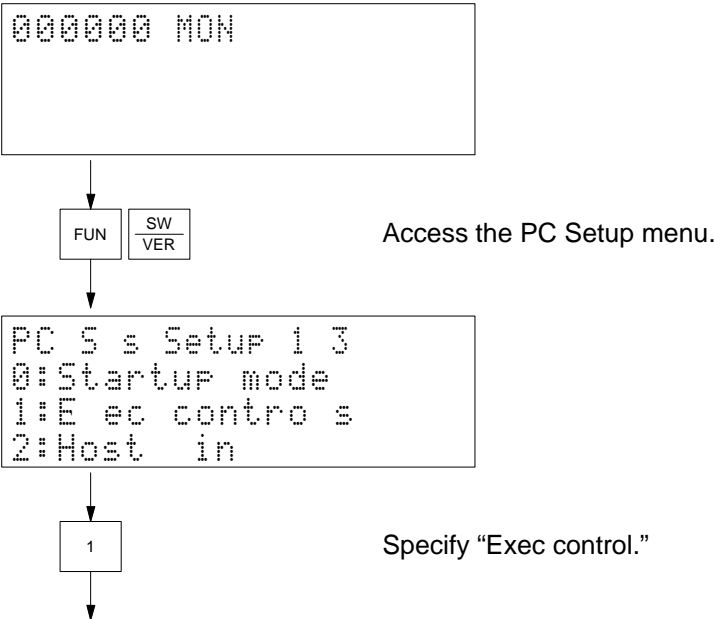 000000 MON
FUN SW VER
Access the PC Setup menu.
PC S s Setup 1 3
0:Startup mode
1:E ec contro s
2:Host in
1
Specify “Exec control.”